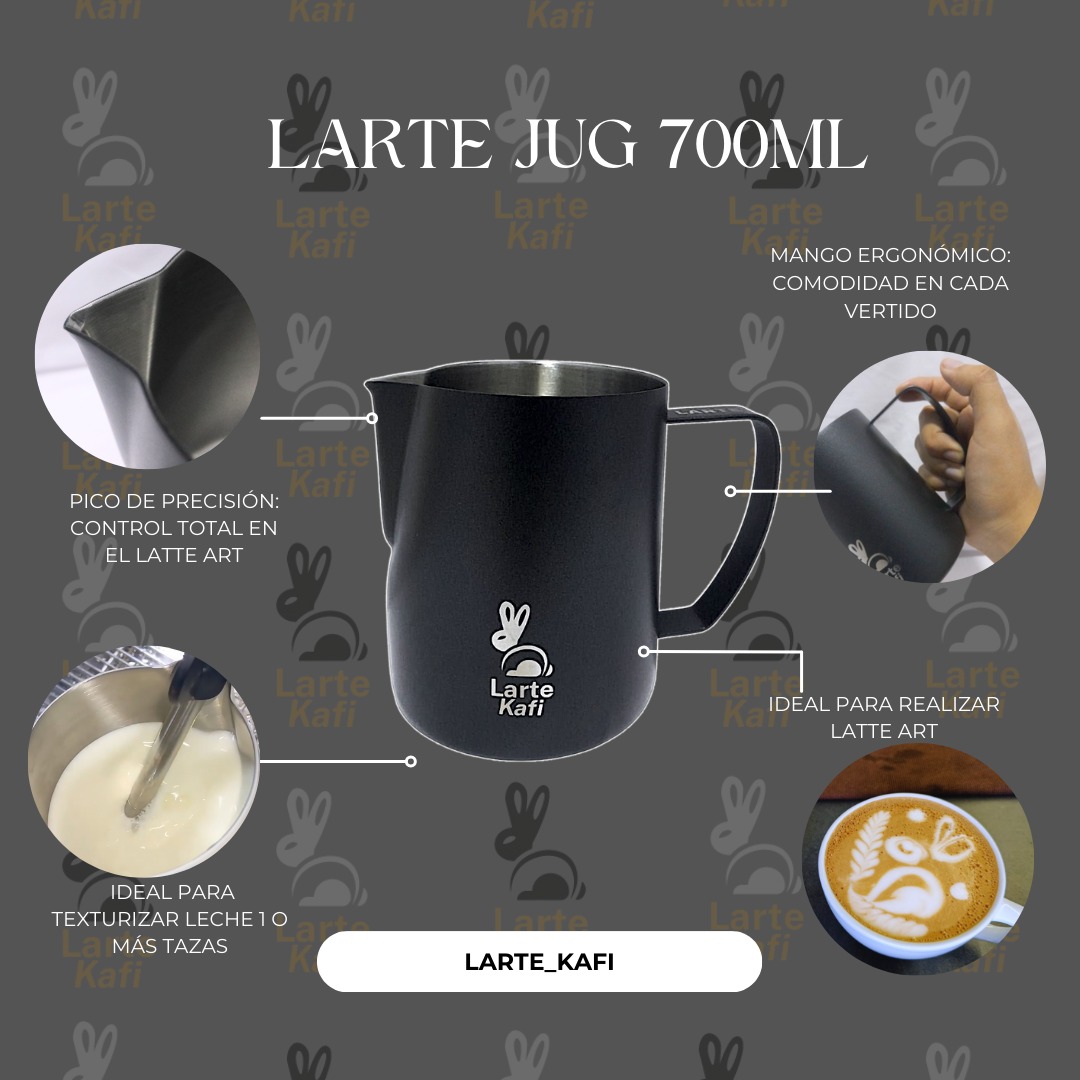 LARTE JUG 700ML
MANGO ERGONÓMICO:
COMODIDAD EN CADA
VERTIDO
LARTE
PICO DE PRECISIÓN:
CONTROL TOTAL EN
EL LATTE ART
Larte
Kafi
IDEAL PARA REALIZAR
LATTE ART
IDEAL PARA
TEXTURIZAR LECHE 1 O
MÁS TAZAS
LARTE_KAFI